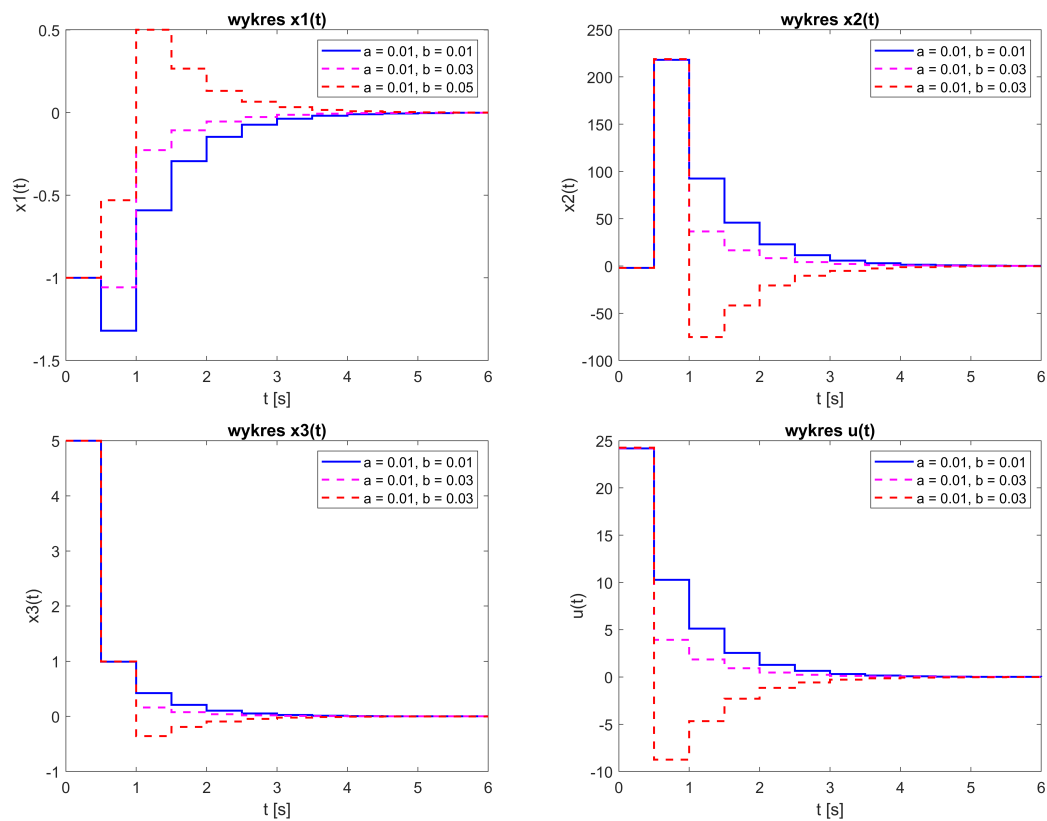 wykres x1(t)
0.5
0
-0.5
-1
-1.5
x1(t)
a = 0.01, b = 0.01
a = 0.01, b = 0.03
a = 0.01, b = 0.05
0 1 2 3 4 5 6
t [s]
wykres x2(t)
250
200
150
100
50
0
-50
-100
x2(t)
a = 0.01, b = 0.01
a = 0.01, b = 0.03
a = 0.01, b = 0.03
0 1 2 3 4 5 6
t [s]
wykres x3(t)
5
4
5
2
1
0
-1
x3(t)
a = 0.01, b = 0.01
a = 0.01, b = 0.03
a = 0.01, b = 0.03
0 1 2 3 4 5 6
t [s]
wykres u(t)
25
20
15
10
5
0
-5
-10
u(t)
a = 0.01, b = 0.01
a = 0.01, b = 0.03
a = 0.01, b = 0.03
0 1 2 3 4 5 6
t [s]